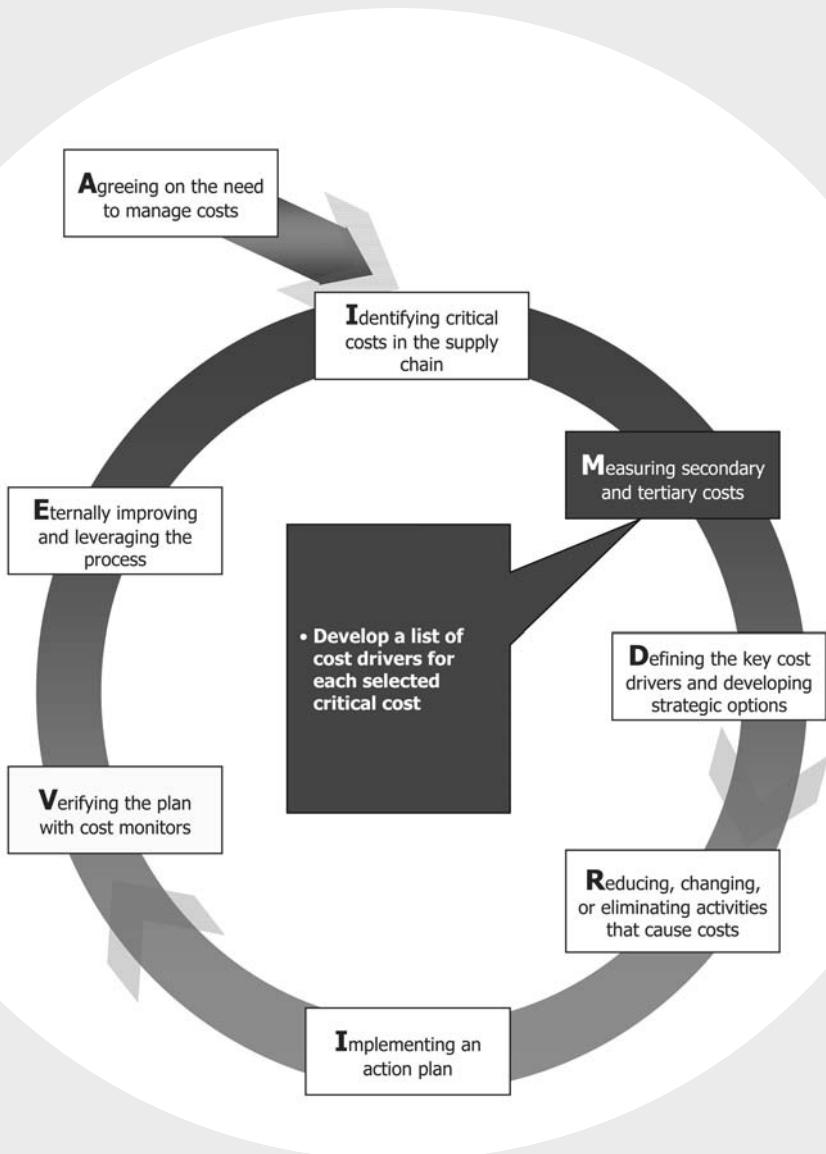 Agreeing on the need
to manage costs
Identifying critical
costs in the supply
chain
Measuring secondary
and tertiary costs
Defining the key cost
drivers and developing
strategic options
Reducing, changing,
or eliminating activities
that cause costs
Implementing an
action plan
Verifying the plan
with cost monitors
Eternally improving
and leveraging the
process
• Develop a list of
cost drivers for
each selected
critical cost